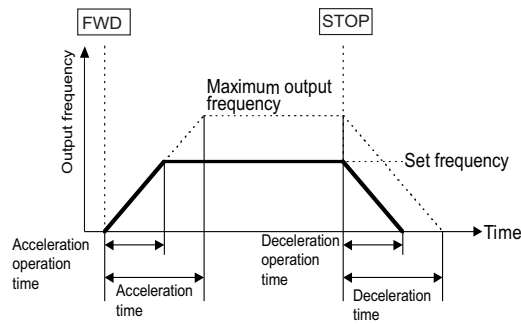 FWD
STOP
Output frequency
Maximum output
frequency
Set frequency
Time
Acceleration
operation
time
Acceleration
time
Deceleration
operation
time
Deceleration
time